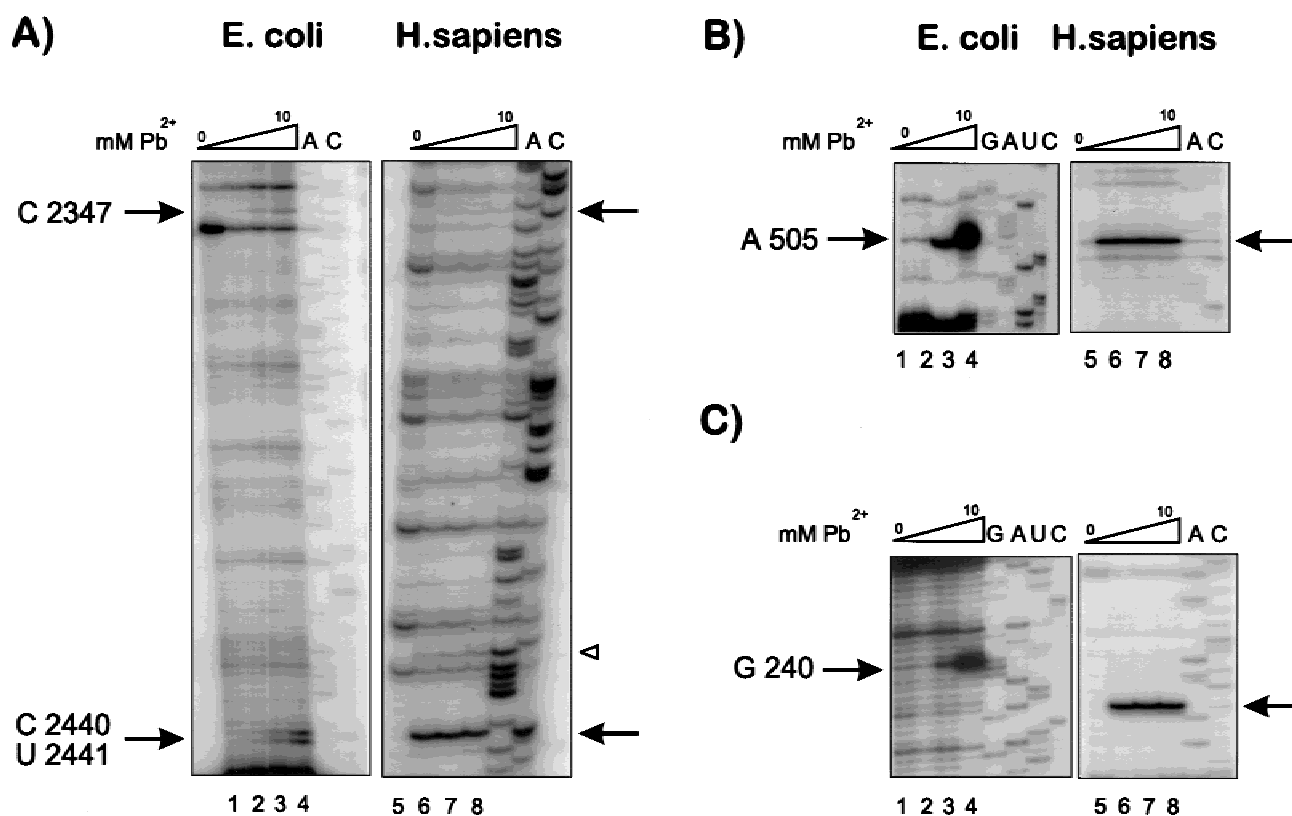 A) E. coli H.sapiens
mM Pb2+ 0 10 A C 0 10 A C
C 2347
C 2440
U 2441
1 2 3 4 5 6 7 8
B) E. coli H.sapiens
mM Pb2+ 0 10 G A U C 0 10 A C
A 505
1 2 3 4 5 6 7 8
C)
mM Pb2+ 0 10 G A U C 0 10 A C
G 240
1 2 3 4 5 6 7 8